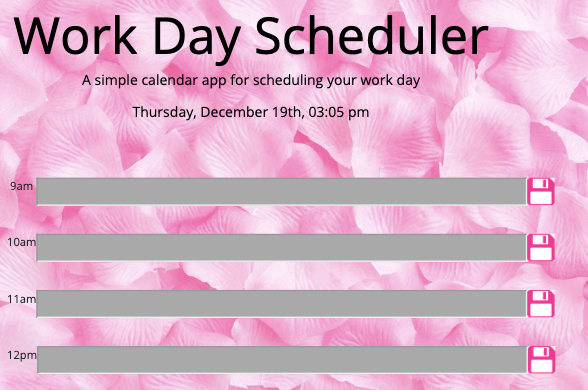 Work Day Scheduler
A simple calendar app for scheduling your work day
Thursday, December 19th, 03:05 pm
9am
10am
11am
12pm